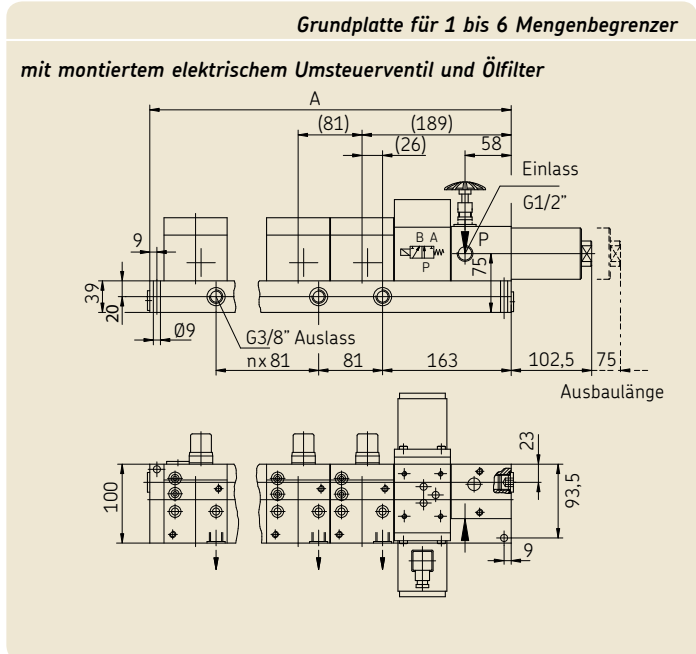 Grundplatte für 1 bis 6 Mengenbegrenzer
mit montiertem elektrischem Umsteuerventil und Ölfilter
A
(81) (189)
(26) 58
Einlass
G1/2"
9
B A
P
P
75
39
20
Ø9
G3/8" Auslass
nx81 81 163 102,5 75
Ausbaulänge
23
100
93,5
9